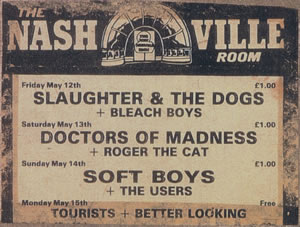 THE
NASHVILLE
ROOM
Friday May 12th £1.00
SLAUGHTER & THE DOGS
+ BLEACH BOYS
Saturday May 13th £1.00
DOCTORS OF MADNESS
+ ROGER THE CAT
Sunday May 14th £1.00
SOFT BOYS
+ THE USERS
Monday May 15th Free
TOURISTS + BETTER LOOKING